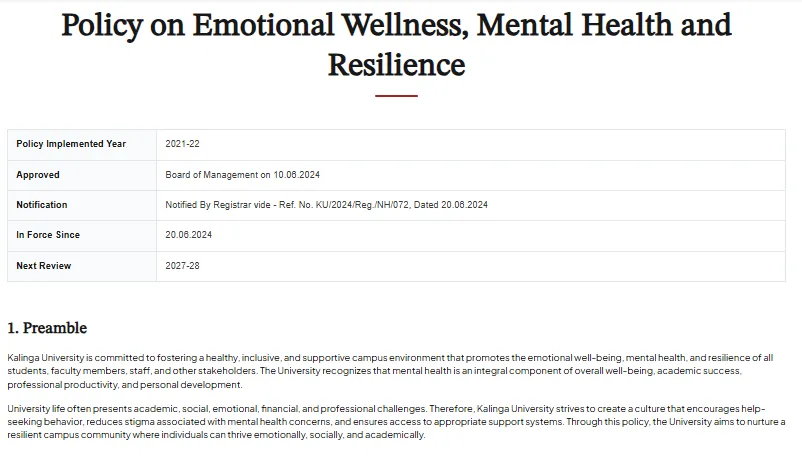 Policy on Emotional Wellness, Mental Health and
Resilience
Policy Implemented Year 2021-22
Approved Board of Management on 10.06.2024
Notification Notified By Registrar vide - Ref. No. KU/2024/Reg./NH/072, Dated 20.06.2024
In Force Since 20.06.2024
Next Review 2027-28
1. Preamble
Kalinga University is committed to fostering a healthy, inclusive, and supportive campus environment that promotes the emotional well-being, mental health, and resilience of all
students, faculty members, staff, and other stakeholders. The University recognizes that mental health is an integral component of overall well-being, academic success,
professional productivity, and personal development.
University life often presents academic, social, emotional, financial, and professional challenges. Therefore, Kalinga University strives to create a culture that encourages help-
seeking behavior, reduces stigma associated with mental health concerns, and ensures access to appropriate support systems. Through this policy, the University aims to nurture a
resilient campus community where individuals can thrive emotionally, socially, and academically.